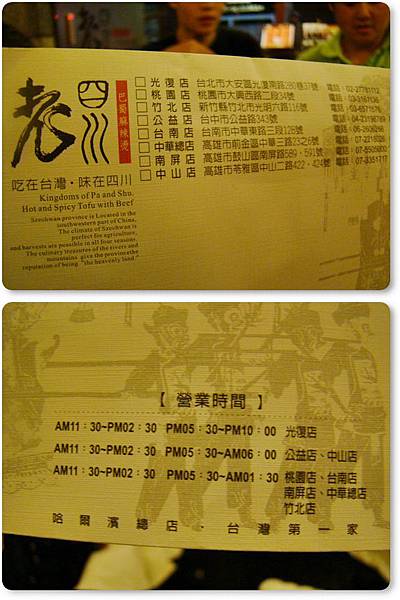 老四川
巴蜀麻辣燙
吃在台灣·味在四川
Kingdoms of Pa and Shu.
Hot and Spicy Tofu with Beef
Szechwan province is Located in the
southwestern part of China,
The climate of Szechwan is
perfect for agriculture,
and harvests are possible in all four seasons.
The culinary treasures of the rivers and
mountains give the provincethe
reputation of being "the heavenly land"
□ 光復店 台北市大安區光復南路280巷37號 電話：02-27781112
□ 桃園店 桃園市大興西路二段34號
□ 竹北店 新竹縣竹北市光明六路116號
□ 公益店 台中市公益路343號
□ 台南店 台南市中華東路三段128號
□ 中華總店 高雄市前金區中華三路23之26號
□ 南屏店 高雄市鼓山區南屏路589，591號
□ 中山店 高雄市苓雅區中山二路422，424號 電話：07-3351717
【 營業時間 】
AM11：30~PM02：30 PM05：30~PM10：00 光復店
AM11：30~PM02：30 PM05：30~AM06：00 公益店、中山店
AM11：30~PM02：30 PM05：30~AM01：30 桃園店、台南店
南屏店、中華總店
竹北店
哈爾濱總店·台灣第一家